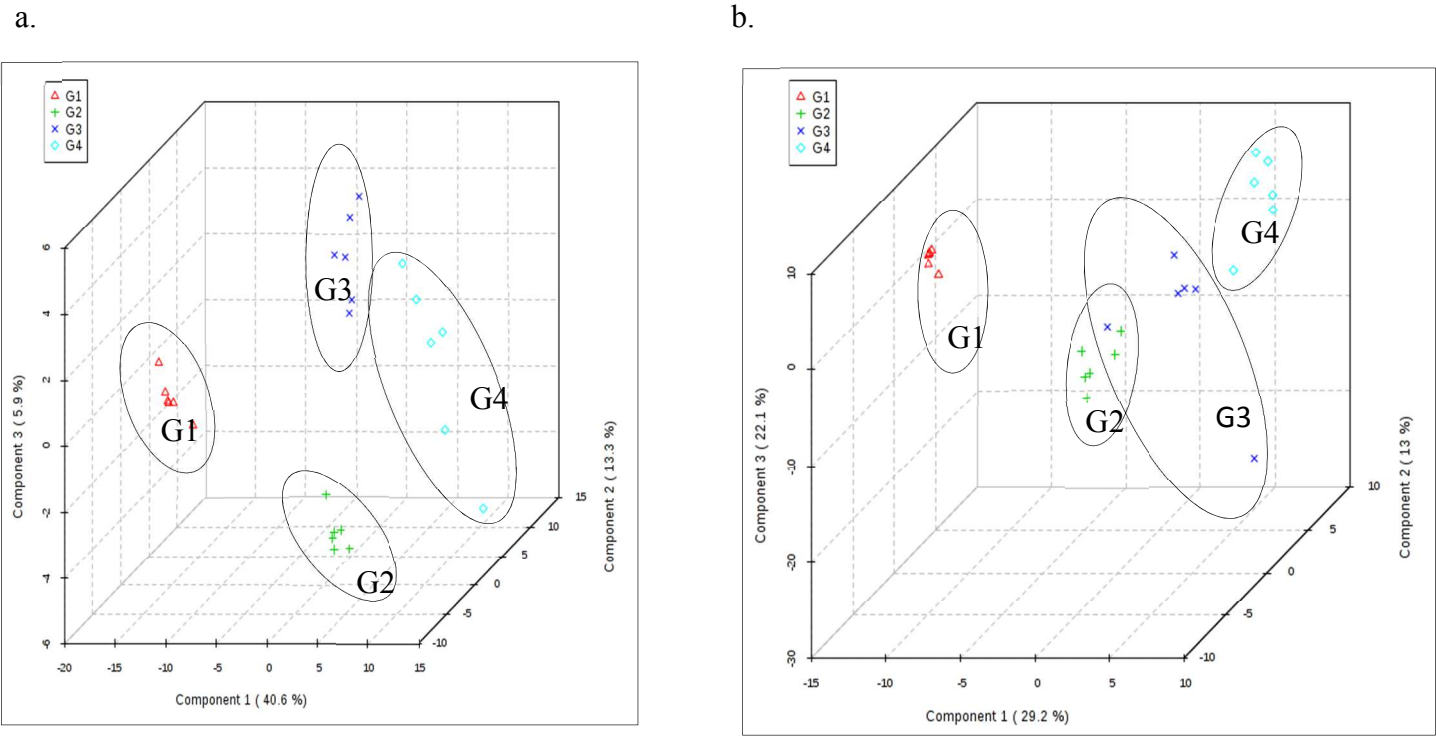 a.
G1
G2
G3
G4
G3
G4
G1
G2
6
4
2
0
-2
-4
-6
Component 3 ( 5.9 %)
-20 -15 -10 -5 0 5 10 15
Component 1 ( 40.6 %)
15
10
5
0
-5
-10
Component 2 ( 13.3 %)
b.
G1
G2
G3
G4
G4
G1
G2
G3
10
0
-10
-20
-30
Component 3 ( 22.1 %)
-15 -10 -5 0 5 10
Component 1 ( 29.2 %)
10
5
0
-5
-10
Component 2 ( 13 %)